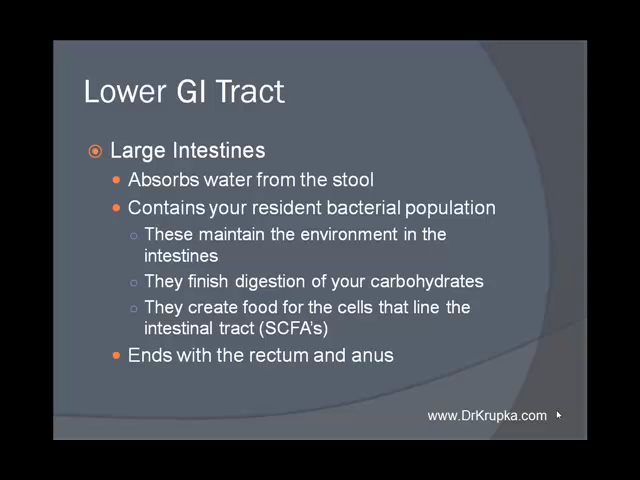 Lower GI Tract
Large Intestines
Absorbs water from the stool
Contains your resident bacterial population
These maintain the environment in the
intestines
They finish digestion of your carbohydrates
They create food for the cells that line the
intestinal tract (SCFA's)
Ends with the rectum and anus
www.DrKrupka.com